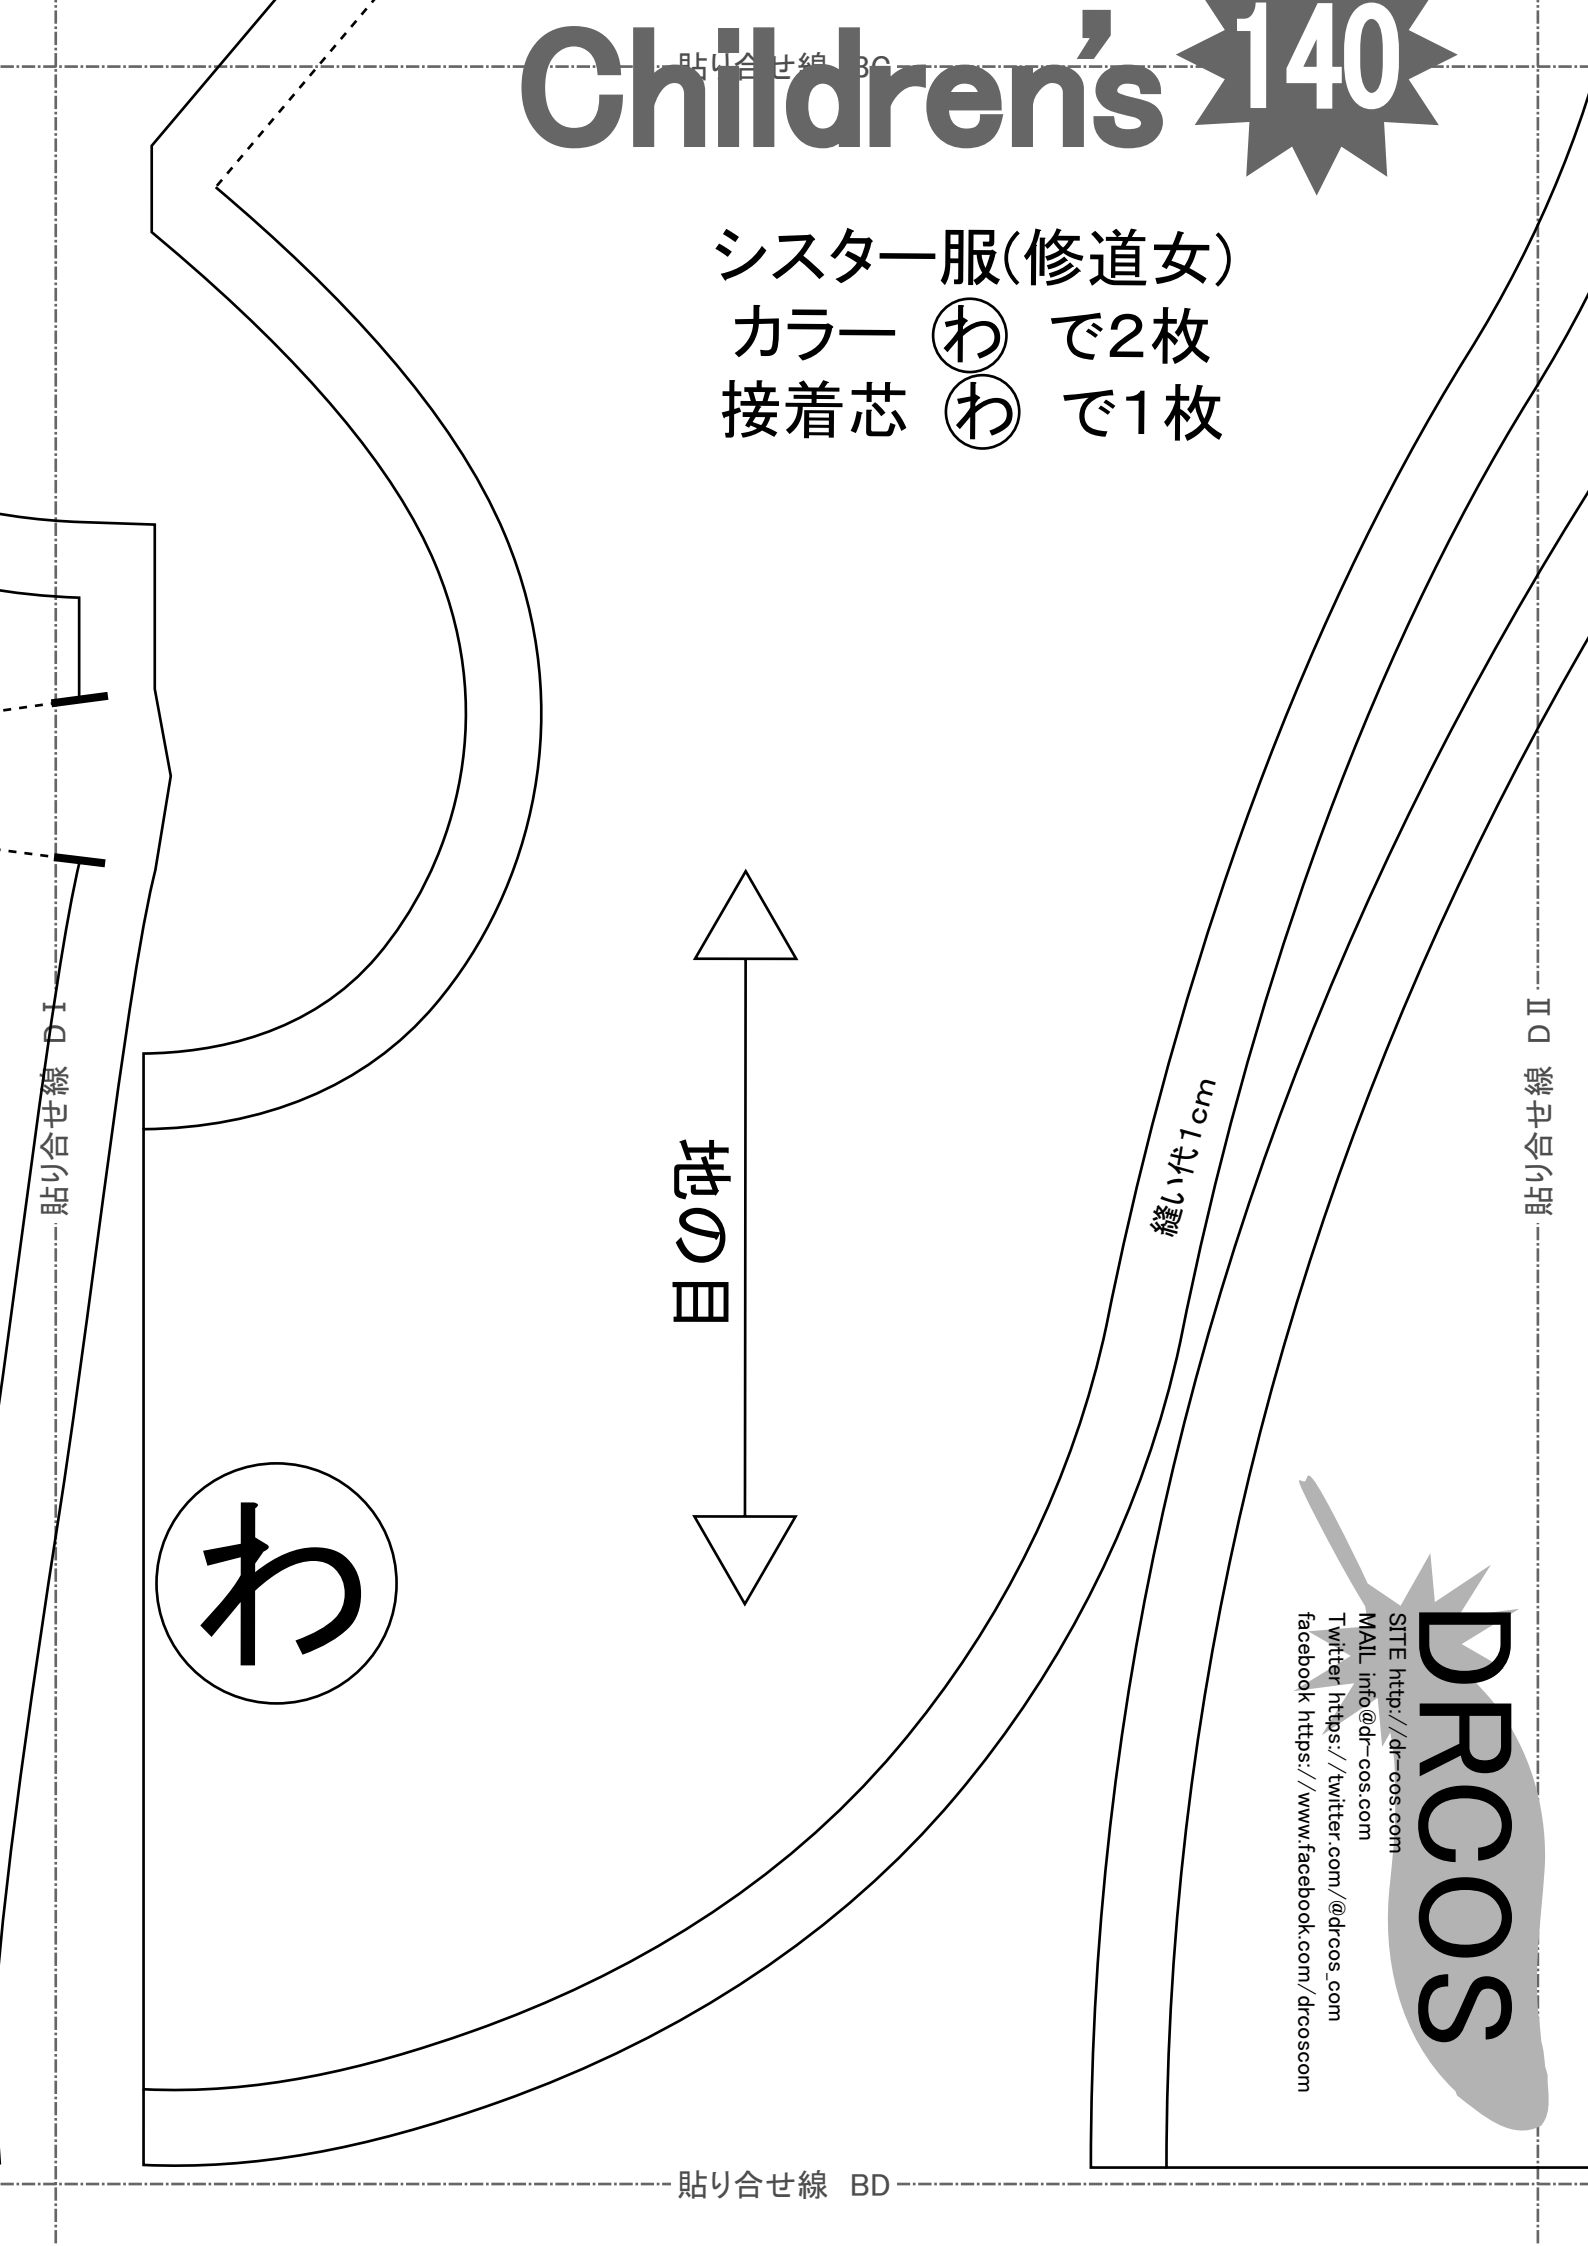 貼り合せ線 BC
Children's
140
シスター服(修道女)
カラー わ で2枚
接着芯 わ で1枚
貼り合せ線 DⅠ
貼り合せ線 DⅡ
縫い代1cm
地の目
わ
DRCOS
SITE http://dr-cos.com
MAIL info@dr-cos.com
Twitter https://twitter.com/@drcos_com
facebook https://www.facebook.com/drcoscom
貼り合せ線 BD